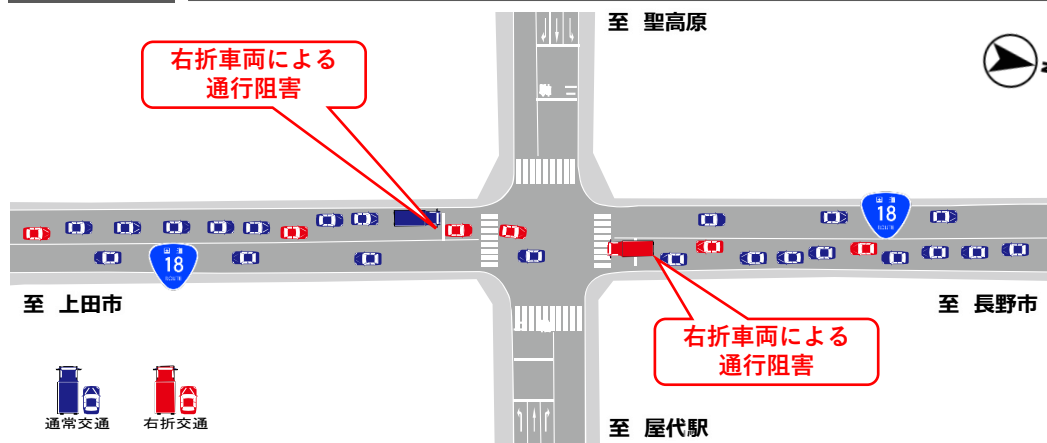 至 聖高原
右折車両による
通行阻害
18
18
至 上田市
至 長野市
右折車両による
通行阻害
通常交通
右折交通
至 屋代駅